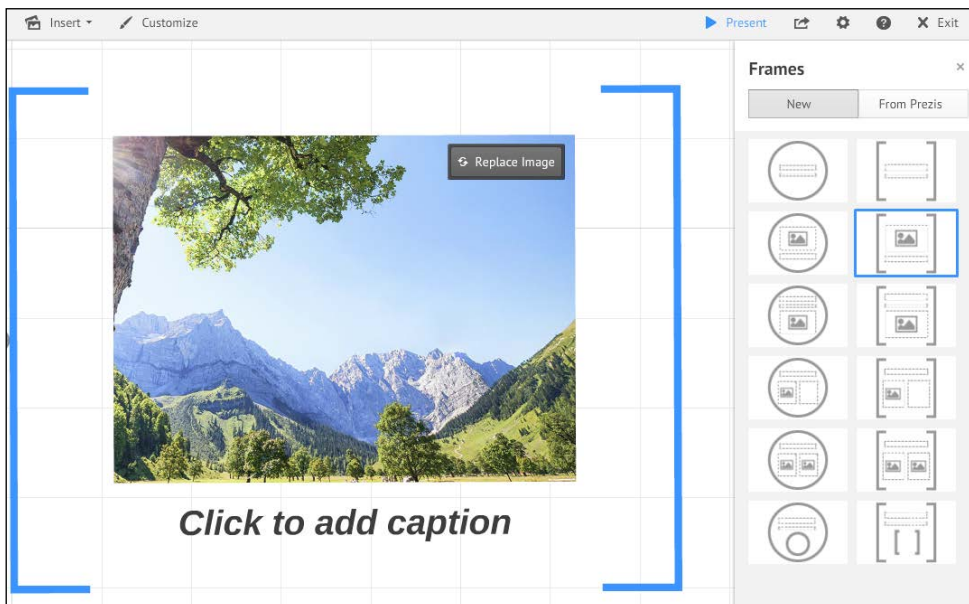 Insert Customize Present Exit
Frames ×
New From Prezis
Replace Image
Click to add caption